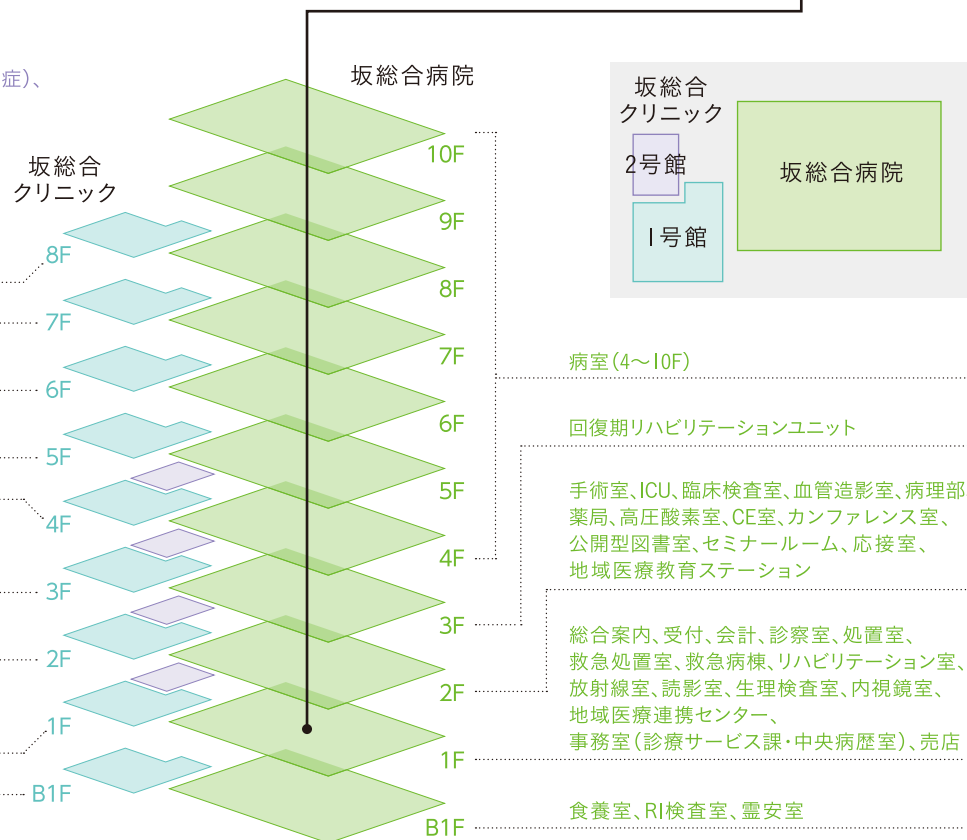 症)、
坂総合
クリニック
8F
7F
6F
5F
4F
3F
2F
1F
B1F
坂総合病院
10F
9F
8F
7F
6F
5F
4F
3F
2F
1F
B1F
坂総合
クリニック
2号館
1号館
坂総合病院
病室(4〜10F)
回復期リハビリテーションユニット
手術室、ICU、臨床検査室、血管造影室、病理部
薬局、高圧酸素室、CE室、カンファレンス室、
公開型図書室、セミナールーム、応接室、
地域医療教育ステーション
総合案内、受付、会計、診察室、処置室、
救急処置室、救急病棟、リハビリテーション室、
放射線室、読影室、生理検査室、内視鏡室、
地域医療連携センター、
事務室(診療サービス課・中央病歴室)、売店
食養室、RI検査室、霊安室